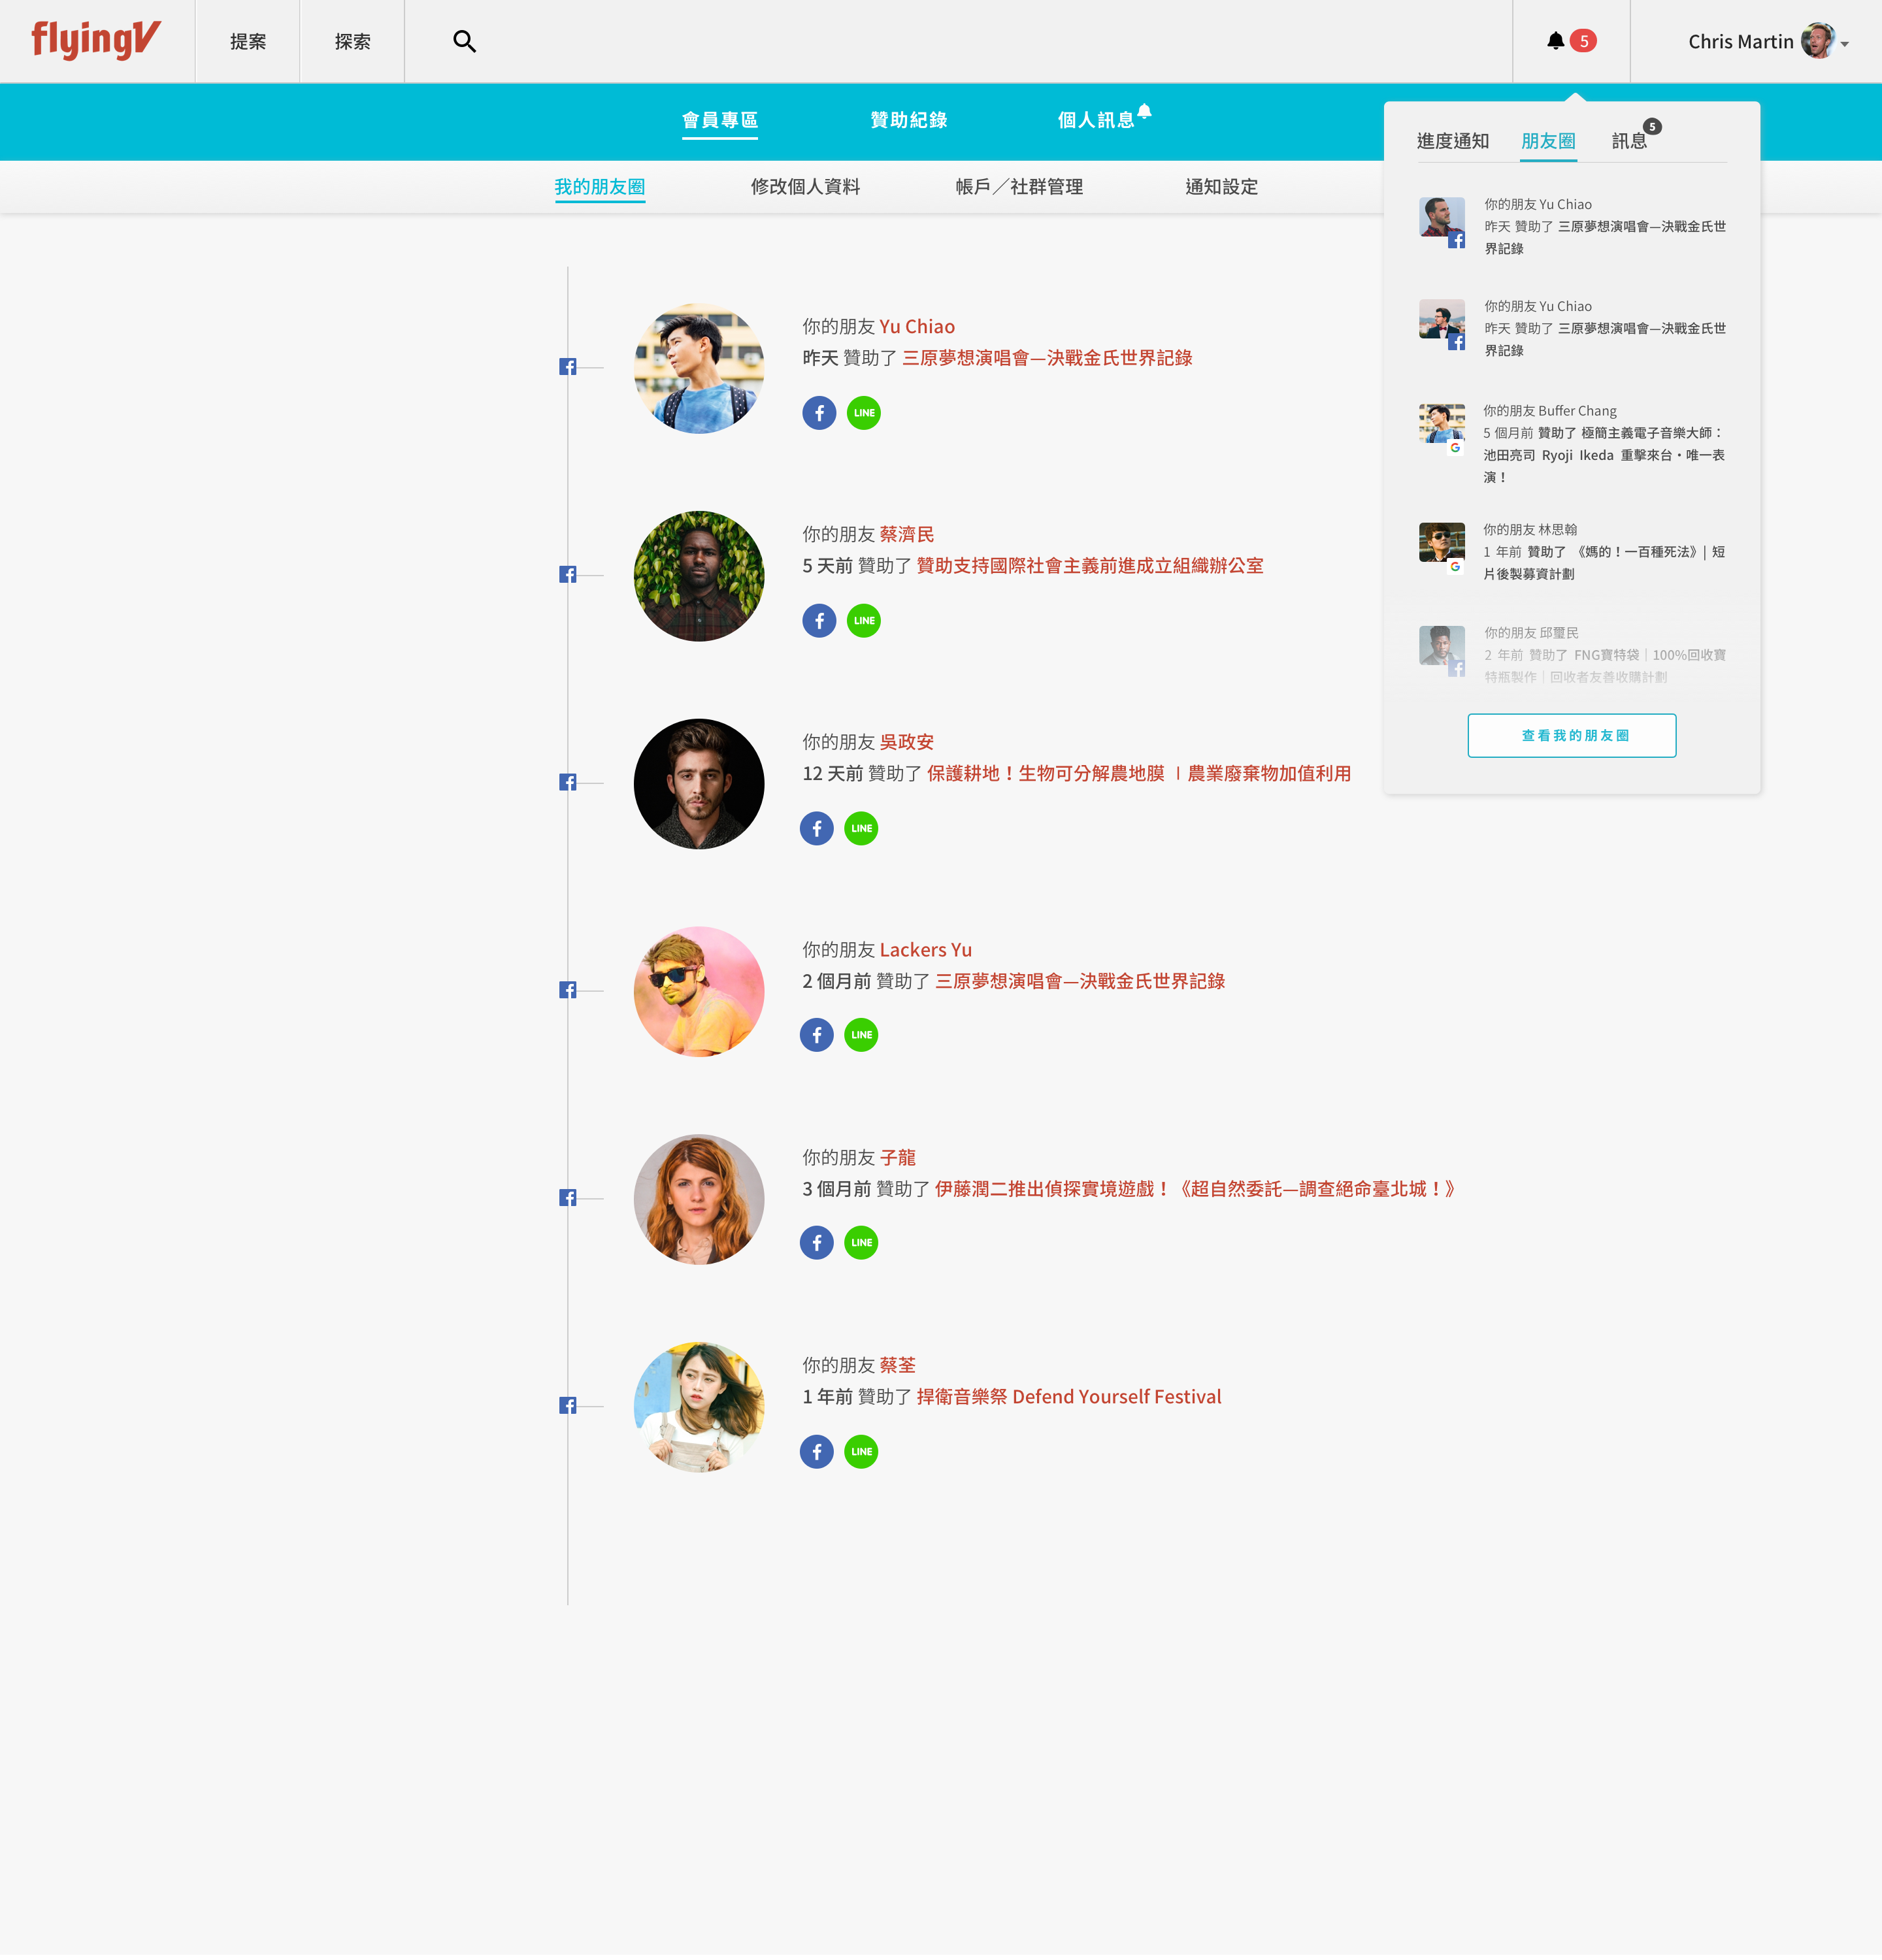 flyingV
提案
探索
5
Chris Martin
會員專區
贊助紀錄
個人訊息
我的朋友圈
修改個人資料
帳戶／社群管理
通知設定
進度通知
朋友圈
訊息
5
你的朋友 Yu Chiao
昨天 贊助了 三原夢想演唱會—決戰金氏世
界記錄
你的朋友 Yu Chiao
昨天 贊助了 三原夢想演唱會—決戰金氏世
界記錄
你的朋友 Buffer Chang
5 個月前 贊助了 極簡主義電子音樂大師：
池田亮司 Ryoji Ikeda 重擊來台・唯一表
演！
你的朋友 林思翰
1 年前 贊助了 《媽的！一百種死法》| 短
片後製募資計劃
你的朋友 邱璽民
2 年前 贊助了 FNG寶特袋｜100%回收寶
特瓶製作｜回收者友善收購計劃
查看我的朋友圈
你的朋友 Yu Chiao
昨天 贊助了 三原夢想演唱會—決戰金氏世界記錄
LINE
你的朋友 蔡濟民
5 天前 贊助了 贊助支持國際社會主義前進成立組織辦公室
LINE
你的朋友 吳政安
12 天前 贊助了 保護耕地！生物可分解農地膜 ｜農業廢棄物加值利用
LINE
你的朋友 Lackers Yu
2 個月前 贊助了 三原夢想演唱會—決戰金氏世界記錄
LINE
你的朋友 子龍
3 個月前 贊助了 伊藤潤二推出偵探實境遊戲！《超自然委託—調查絕命臺北城！》
LINE
你的朋友 蔡荃
1 年前 贊助了 捍衛音樂祭 Defend Yourself Festival
LINE